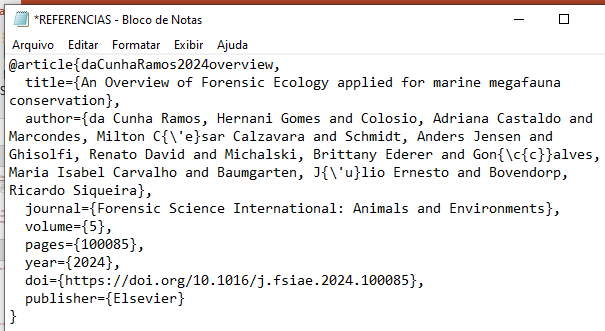 *REFERENCIAS - Bloco de Notas
Arquivo Editar Formatar Exibir Ajuda
@article{daCunhaRamos2024overview,
  title={An Overview of Forensic Ecology applied for marine megafauna
conservation},
  author={da Cunha Ramos, Hernani Gomes and Colosio, Adriana Castaldo and
Marcondes, Milton C{\'e}sar Calzavara and Schmidt, Anders Jensen and
Ghisolfi, Renato David and Michalski, Brittany Ederer and Gon{\c{c}}alves,
Maria Isabel Carvalho and Baumgarten, J{\'u}lio Ernesto and Bovendorp,
Ricardo Siqueira},
  journal={Forensic Science International: Animals and Environments},
  volume={5},
  pages={100085},
  year={2024},
  doi={https://doi.org/10.1016/j.fsiae.2024.100085},
  publisher={Elsevier}
}